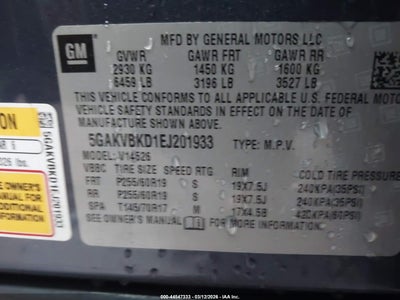 GM
MFD BY GENERAL MOTORS LLC
GVWR GAWR FRT GAWR RR
2930 KG 1450 KG 1600 KG
6459 LB 3196 LB 3527 LB
THIS VEHICLE CONFORMS TO ALL APPLICABLE U.S. FEDERAL MOTOR
VEHICLE SAFETY STANDARDS IN EFFECT ON THE DATE OF
MANUFACTURE SHOWN ABOVE.
5GAKVBKD1EJ201933 TYPE: M.P.V.
MODEL: V14526
VBBC TIRE SIZE SPEED RTG RIM COLD TIRE PRESSURE
FRT P255/60R19 S 19X7.5J 240KPA(35PSI)
RR P255/60R19 S 19X7.5J 240KPA(35PSI)
SPA T145/70R17 M 17X4.5B 420KPA(60PSI)
SEE OWNER'S MANUAL FOR MORE INFORMATION.
5GAKVBKD1EJ201933
000-44547333 - 03/12/2026 - IAA